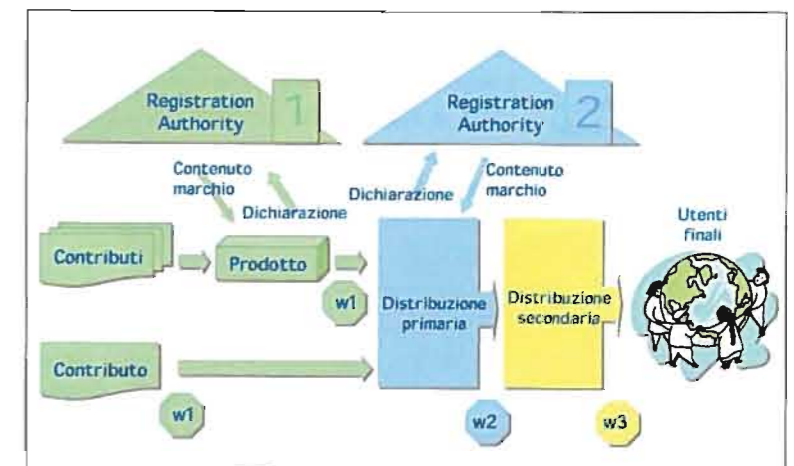 Registration
Authority
1
Registration
Authority
2
Contenuto
marchio
Dichiarazione
Dichiarazione
Contenuto
marchio
Utenti
finali
Contributi
Prodotto
w1
Distribuzione
primaria
Distribuzione
secondaria
Contributo
w1
w2
w3